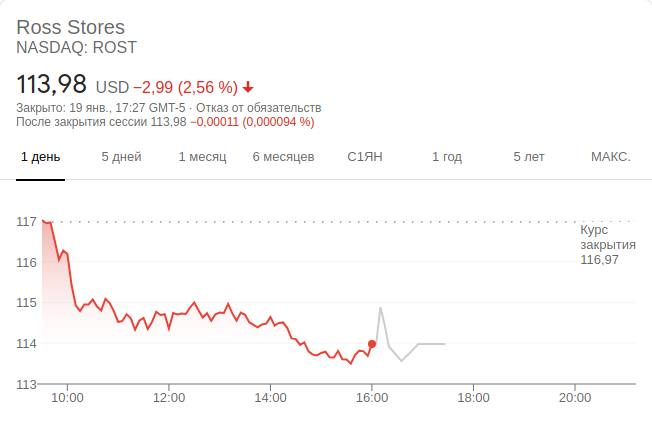 Ross Stores
NASDAQ: ROST
113,98 USD −2,99 (2,56 %)
Закрыто: 19 янв., 17:27 GMT-5 · Отказ от обязательств
После закрытия сессии 113,98 −0,00011 (0,000094 %)
1 день 5 дней 1 месяц 6 месяцев С1ЯН 1 год 5 лет МАКС.
117
Курс
закрытия
116,97
116
115
114
113
10:00 12:00 14:00 16:00 18:00 20:00